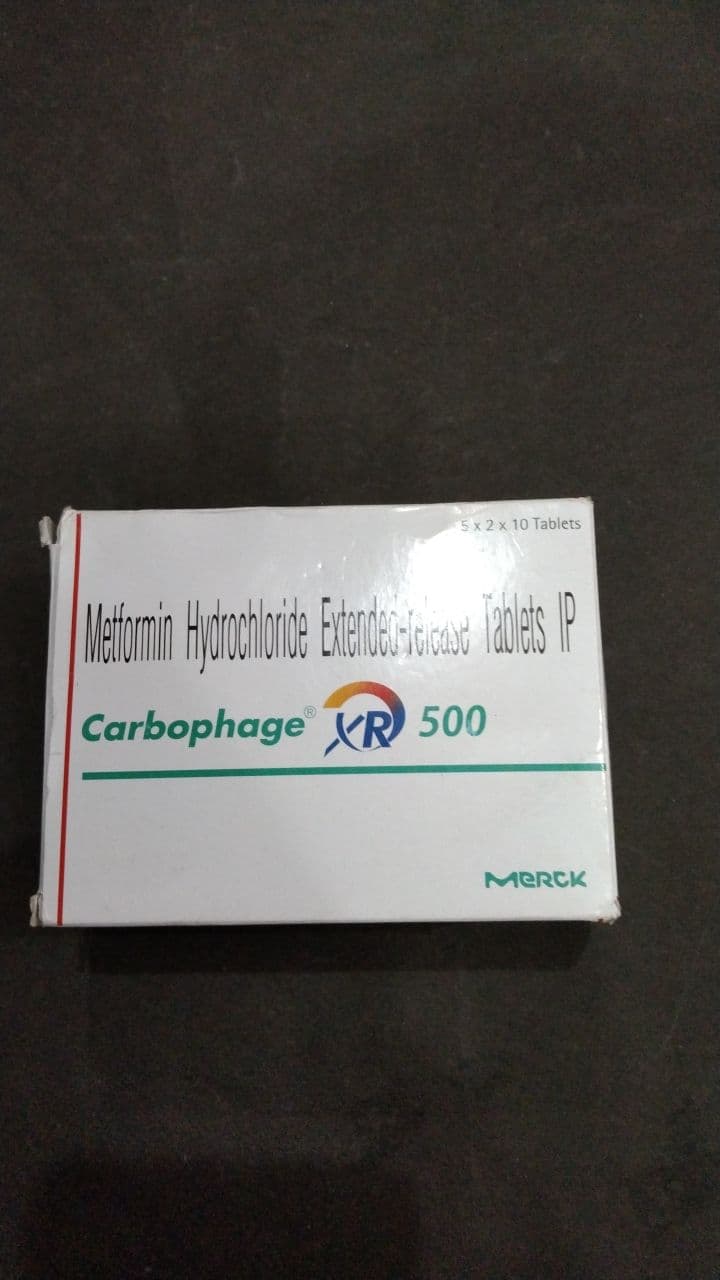 5 x 2 x 10 Tablets
Metformin Hydrochloride Extended-release Tablets IP
Carbophage® XR 500
MERCK